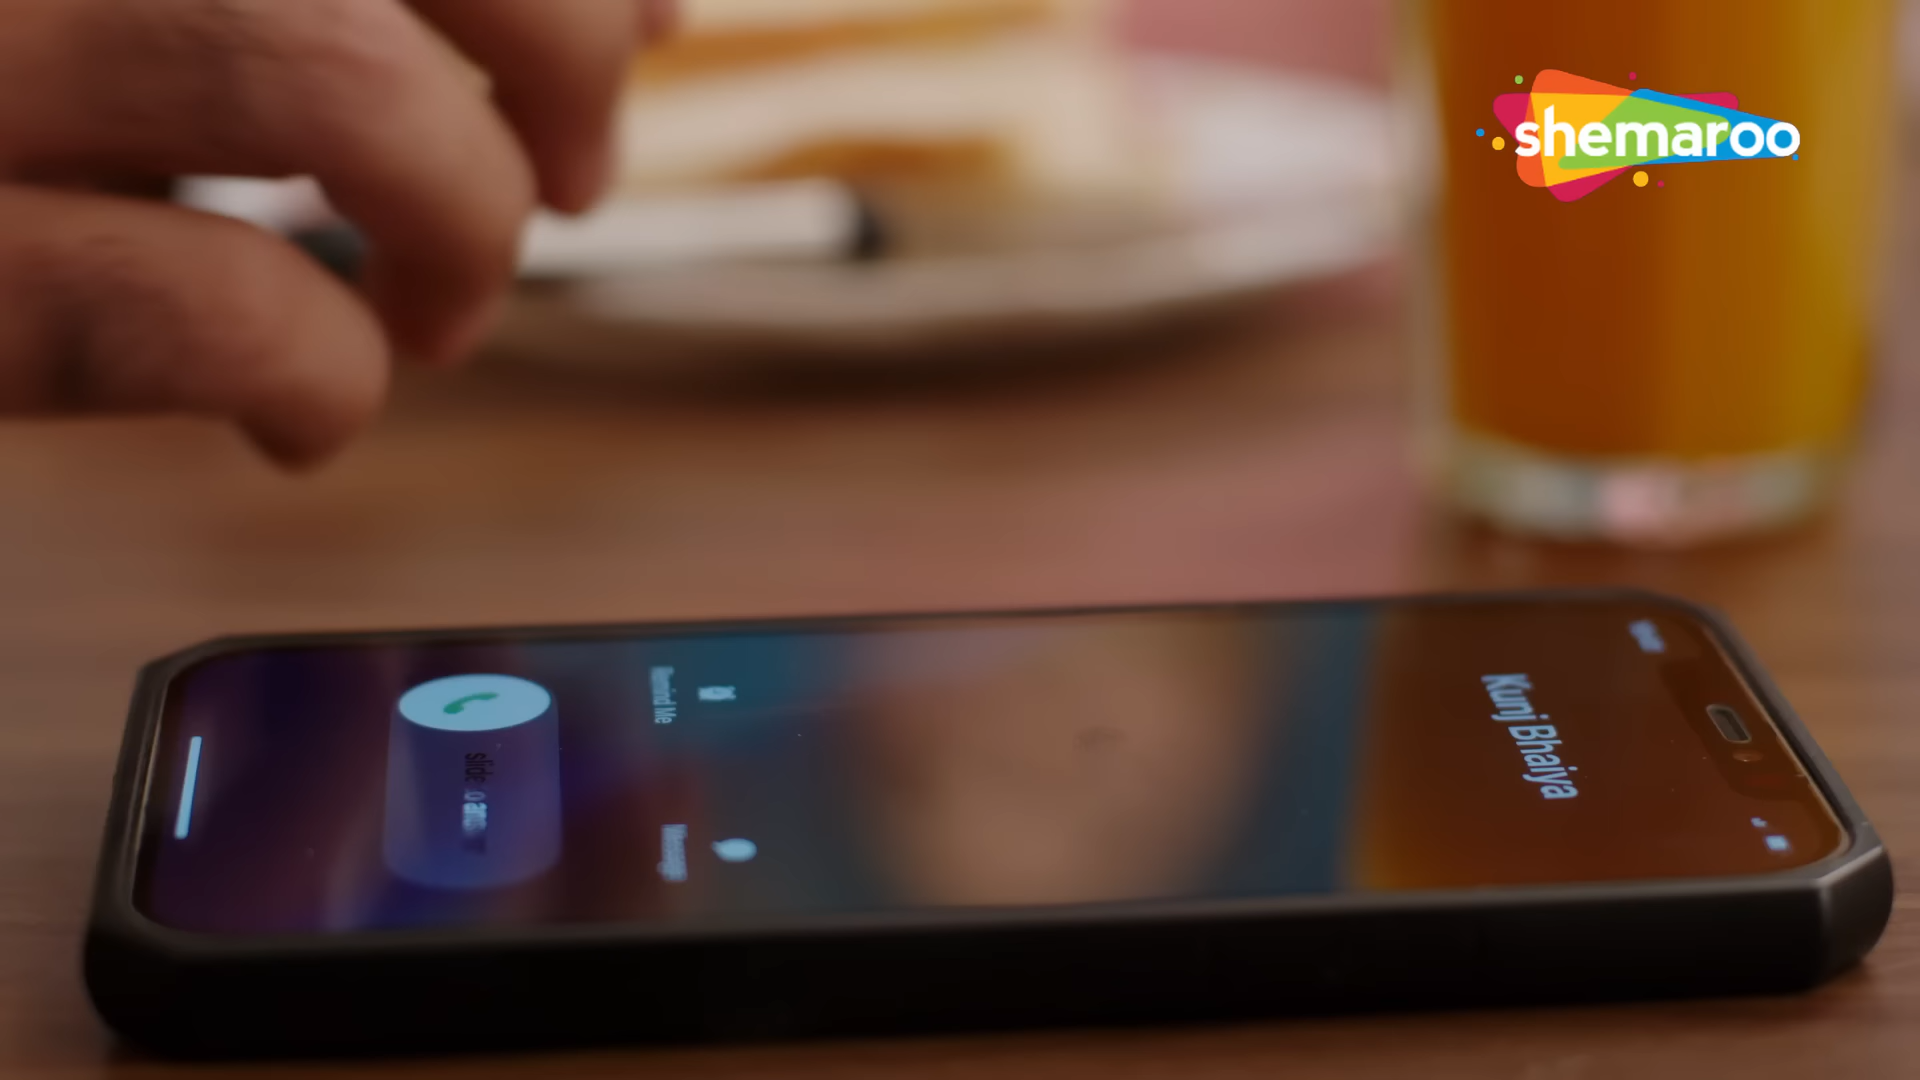 shemaroo
Kunj Bhaiya
Remind Me
Message
slide to answer